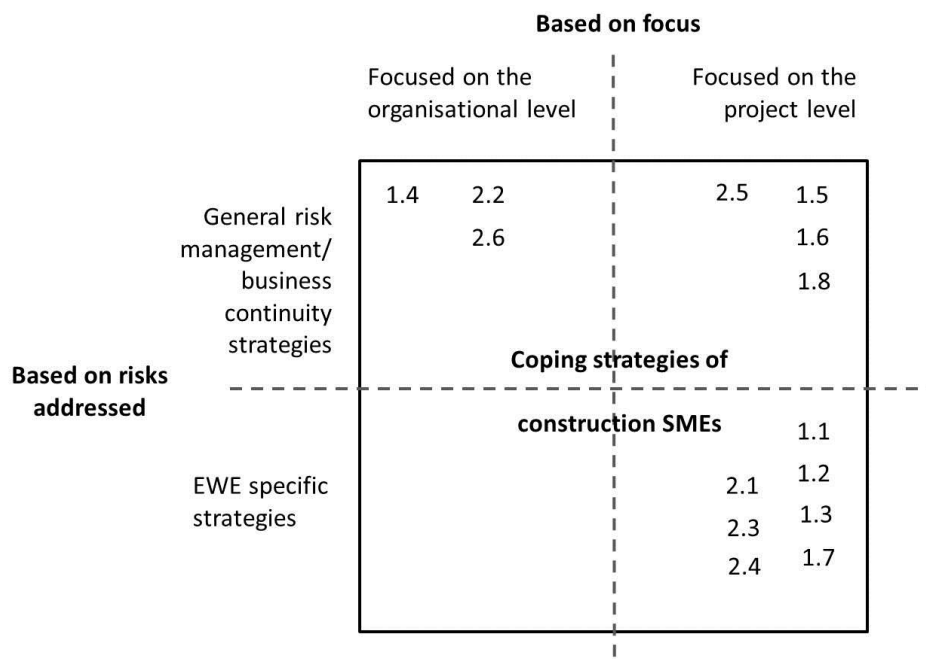 Based on focus
Focused on the
organisational level
Focused on the
project level
General risk
management/
business
continuity
strategies
1.4 2.2
2.6
2.5 1.5
1.6
1.8
Based on risks
addressed
Coping strategies of
construction SMEs
EWE specific
strategies
1.1
1.2
2.1
1.3
2.3
1.7
2.4